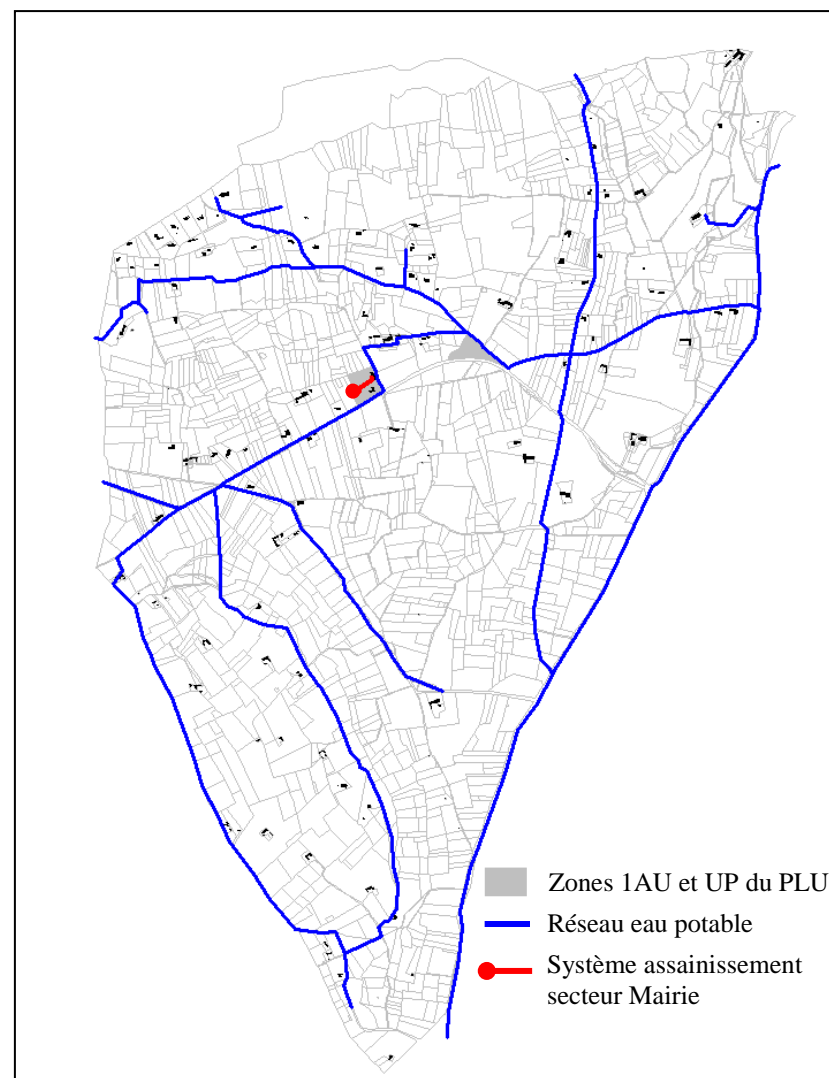 Zones 1AU et UP du PLU
Réseau eau potable
Système assainissement
secteur Mairie